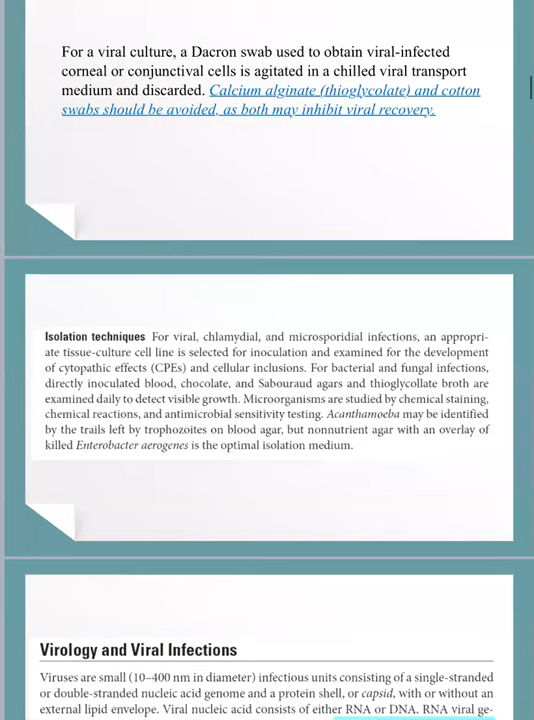 For a viral culture, a Dacron swab used to obtain viral-infected
corneal or conjunctival cells is agitated in a chilled viral transport
medium and discarded. Calcium alginate (thioglycolate) and cotton
swabs should be avoided, as both may inhibit viral recovery.
Isolation techniques For viral, chlamydial, and microsporidial infections, an appropri-
ate tissue-culture cell line is selected for inoculation and examined for the development
of cytopathic effects (CPEs) and cellular inclusions. For bacterial and fungal infections,
directly inoculated blood, chocolate, and Sabouraud agars and thioglycollate broth are
examined daily to detect visible growth. Microorganisms are studied by chemical staining,
chemical reactions, and antimicrobial sensitivity testing. Acanthamoeba may be identified
by the trails left by trophozoites on blood agar, but nonnutrient agar with an overlay of
killed Enterobacter aerogenes is the optimal isolation medium.
Virology and Viral Infections
Viruses are small (10–400 nm in diameter) infectious units consisting of a single-stranded
or double-stranded nucleic acid genome and a protein shell, or capsid, with or without an
external lipid envelope. Viral nucleic acid consists of either RNA or DNA. RNA viral ge-